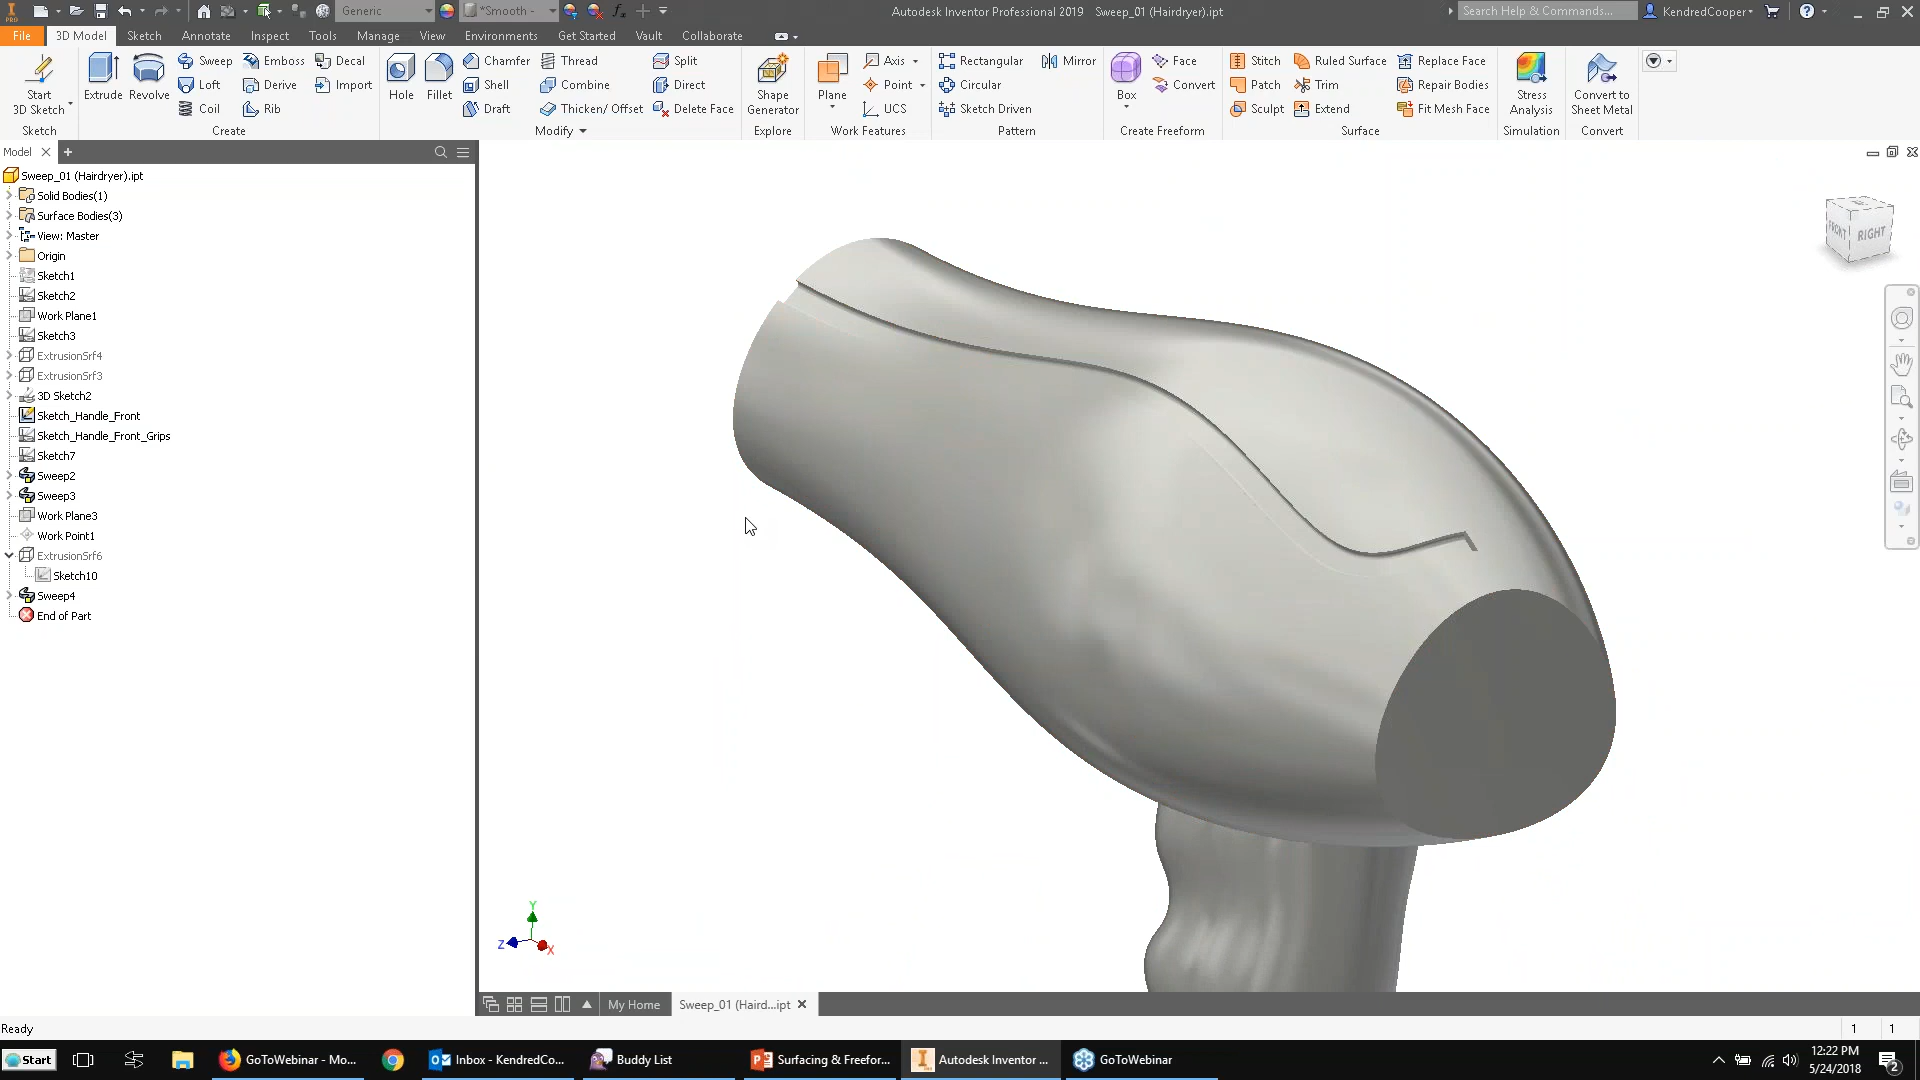 PRO
Generic
*Smooth -
Autodesk Inventor Professional 2019 Sweep_01 (Hairdryer).ipt
Search Help & Commands...
KendredCooper
File 3D Model Sketch Annotate Inspect Tools Manage View Environments Get Started Vault Collaborate
Start
3D Sketch
Sketch
Extrude Revolve
Sweep Emboss Decal
Loft Derive Import
Coil Rib
Create
Hole Fillet
Chamfer Thread Split
Shell Combine Direct
Draft Thicken/ Offset Delete Face
Modify
Shape
Generator
Explore
Plane
Axis
Point
UCS
Work Features
Rectangular Mirror
Circular
Sketch Driven
Pattern
Box
Face
Convert
Create Freeform
Stitch Ruled Surface Replace Face
Patch Trim Repair Bodies
Sculpt Extend Fit Mesh Face
Surface
Stress
Analysis
Simulation
Convert to
Sheet Metal
Convert
Model
Sweep_01 (Hairdryer).ipt
Solid Bodies(1)
Surface Bodies(3)
View: Master
Origin
Sketch1
Sketch2
Work Plane1
Sketch3
ExtrusionSrf4
ExtrusionSrf3
3D Sketch2
Sketch_Handle_Front
Sketch_Handle_Front_Grips
Sketch7
Sweep2
Sweep3
Work Plane3
Work Point1
ExtrusionSrf6
Sketch10
Sweep4
End of Part
FRONT RIGHT
Y
Z
X
My Home
Sweep_01 (Haird...ipt
Ready
1 1
Start
GoToWebinar - Mo...
Inbox - KendredCo...
Buddy List
Surfacing & Freefor...
Autodesk Inventor ...
GoToWebinar
12:22 PM
5/24/2018
2